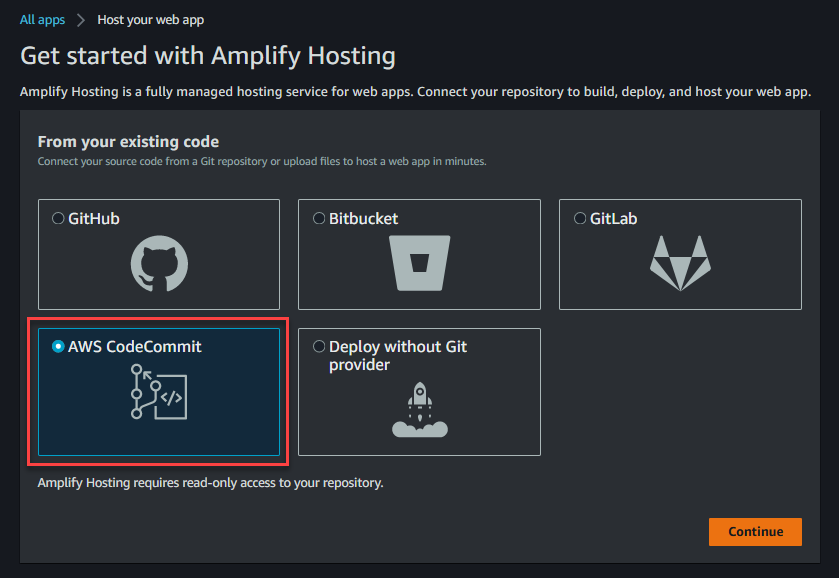 All apps > Host your web app
Get started with Amplify Hosting
Amplify Hosting is a fully managed hosting service for web apps. Connect your repository to build, deploy, and host your web app.
From your existing code
Connect your source code from a Git repository or upload files to host a web app in minutes.
GitHub
Bitbucket
GitLab
AWS CodeCommit
</>
Deploy without Git
provider
Amplify Hosting requires read-only access to your repository.
Continue